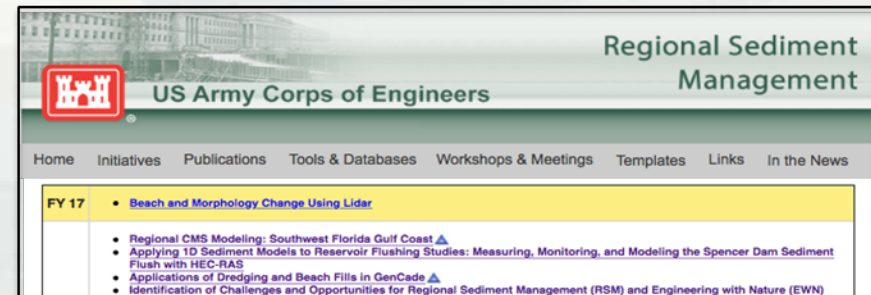 Regional Sediment
Management
US Army Corps of Engineers
®
Home Initiatives Publications Tools & Databases Workshops & Meetings Templates Links In the News
FY 17 • Beach and Morphology Change Using Lidar
• Regional CMS Modeling: Southwest Florida Gulf Coast
• Applying 1D Sediment Models to Reservoir Flushing Studies: Measuring, Monitoring, and Modeling the Spencer Dam Sediment
Flush with HEC-RAS
• Applications of Dredging and Beach Fills in GenCade
• Identification of Challenges and Opportunities for Regional Sediment Management (RSM) and Engineering with Nature (EWN)